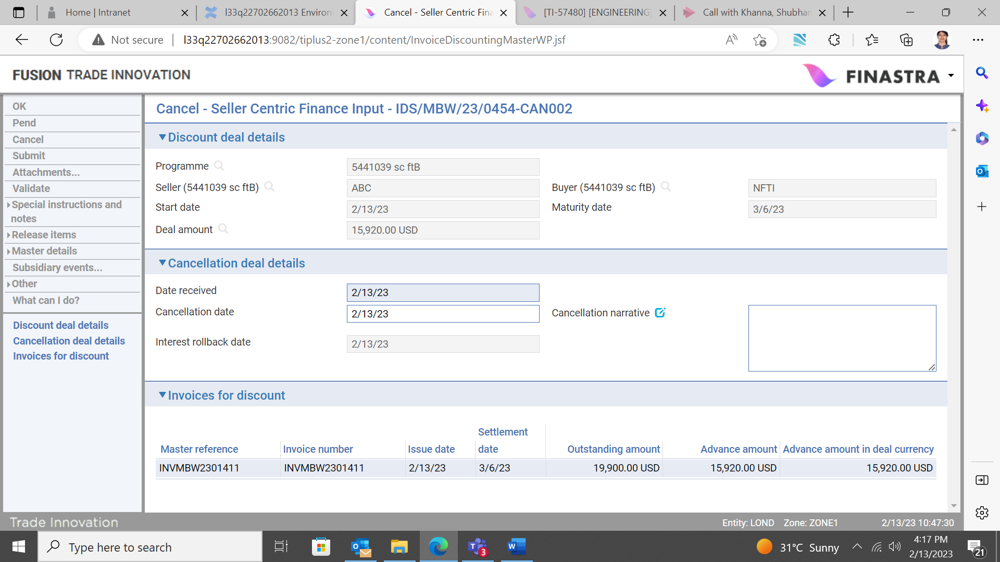 Home | Intranet
l33q22702662013 Environ
Cancel - Seller Centric Fina
[TI-57480] [ENGINEERING]
Call with Khanna, Shubhan
Not secure
l33q22702662013:9082/tiplus2-zone1/content/InvoiceDiscountingMasterWP.jsf
FUSION TRADE INNOVATION
FINASTRA
OK
Pend
Cancel
Submit
Attachments...
Validate
Special instructions and
notes
Release items
Master details
Subsidiary events...
Other
What can I do?
Discount deal details
Cancellation deal details
Invoices for discount
Cancel - Seller Centric Finance Input - IDS/MBW/23/0454-CAN002
Discount deal details
Programme 5441039 sc ftB
Seller (5441039 sc ftB) ABC Buyer (5441039 sc ftB) NFTI
Start date 2/13/23 Maturity date 3/6/23
Deal amount 15,920.00 USD
Cancellation deal details
Date received 2/13/23
Cancellation date 2/13/23 Cancellation narrative
Interest rollback date 2/13/23
Invoices for discount
Settlement
Master reference Invoice number Issue date date Outstanding amount Advance amount Advance amount in deal currency
INVMBW2301411 INVMBW2301411 2/13/23 3/6/23 19,900.00 USD 15,920.00 USD 15,920.00 USD
Trade Innovation
Entity: LOND Zone: ZONE1 2/13/23 10:47:30
Type here to search
3
31°C Sunny
4:17 PM
2/13/2023
21